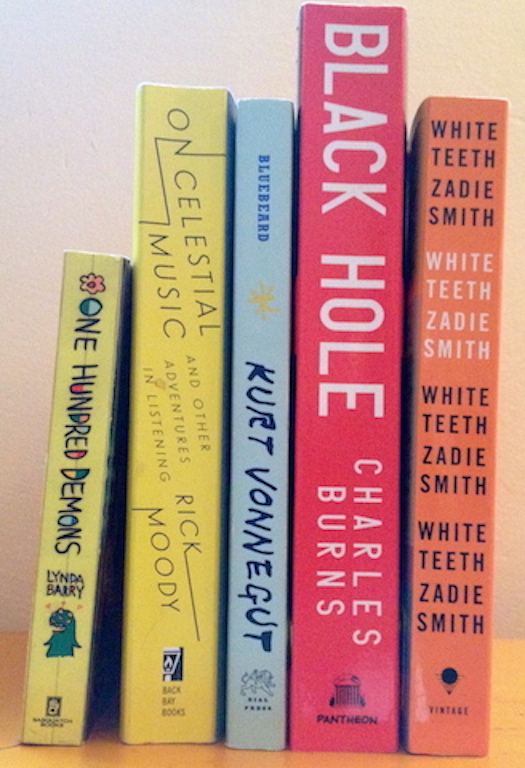 ONE HUNDRED DEMONS
LYNDA
BARRY
SASQUATCH
BOOKS
ON CELESTIAL
MUSIC
AND OTHER
ADVENTURES
IN LISTENING
RICK
MOODY
BACK
BAY
BOOKS
BLUEBEARD
KURT VONNEGUT
DIAL
PRESS
BLACK HOLE
CHARLES
BURNS
PANTHEON
WHITE
TEETH
ZADIE
SMITH
WHITE
TEETH
ZADIE
SMITH
WHITE
TEETH
ZADIE
SMITH
WHITE
TEETH
ZADIE
SMITH
VINTAGE